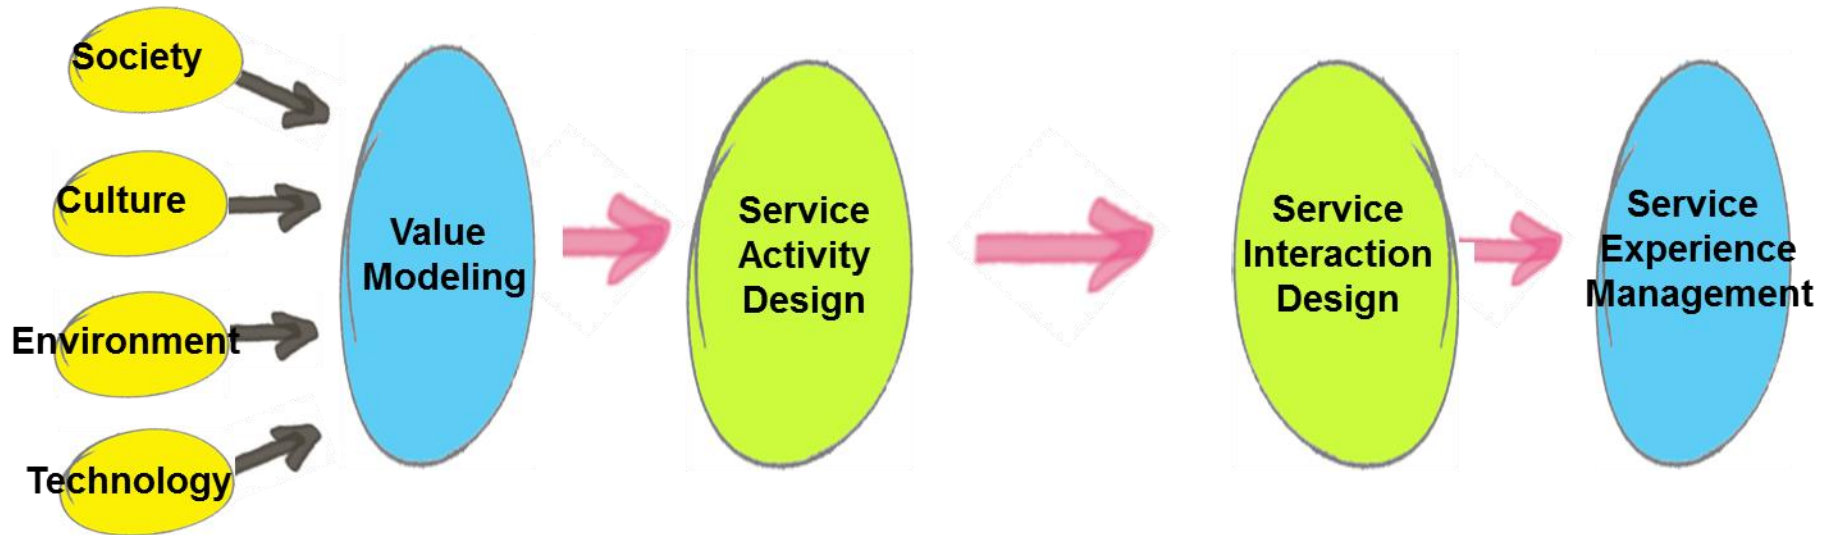 Society
Culture
Environment
Technology
Value
Modeling
Service
Activity
Design
Service
Interaction
Design
Service
Experience
Management